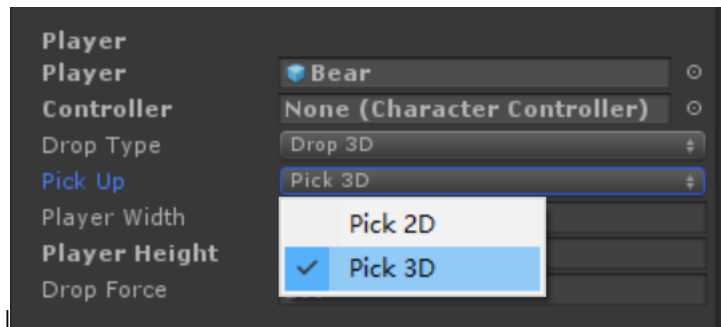 Player
Player Bear
Controller None (Character Controller)
Drop Type Drop 3D
Pick Up Pick 3D
Player Width
Pick 2D
Player Height
Pick 3D
Drop Force